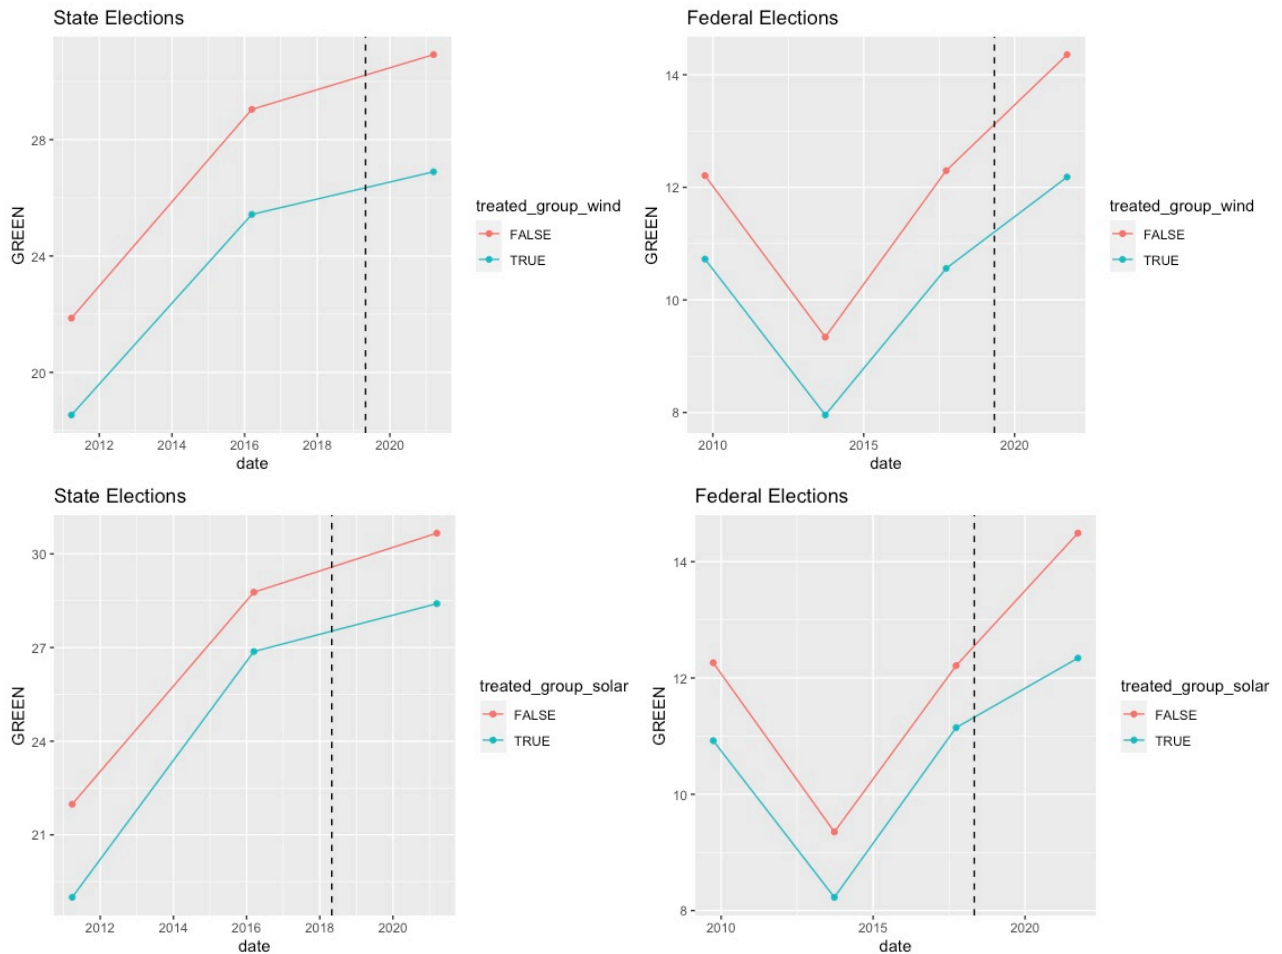 State Elections
GREEN
28
24
20
2012 2014 2016 2018 2020
date
treated_group_wind
FALSE
TRUE
Federal Elections
GREEN
14
12
10
8
2010 2015 2020
date
treated_group_wind
FALSE
TRUE
State Elections
GREEN
30
27
24
21
2012 2014 2016 2018 2020
date
treated_group_solar
FALSE
TRUE
Federal Elections
GREEN
14
12
10
8
2010 2015 2020
date
treated_group_solar
FALSE
TRUE